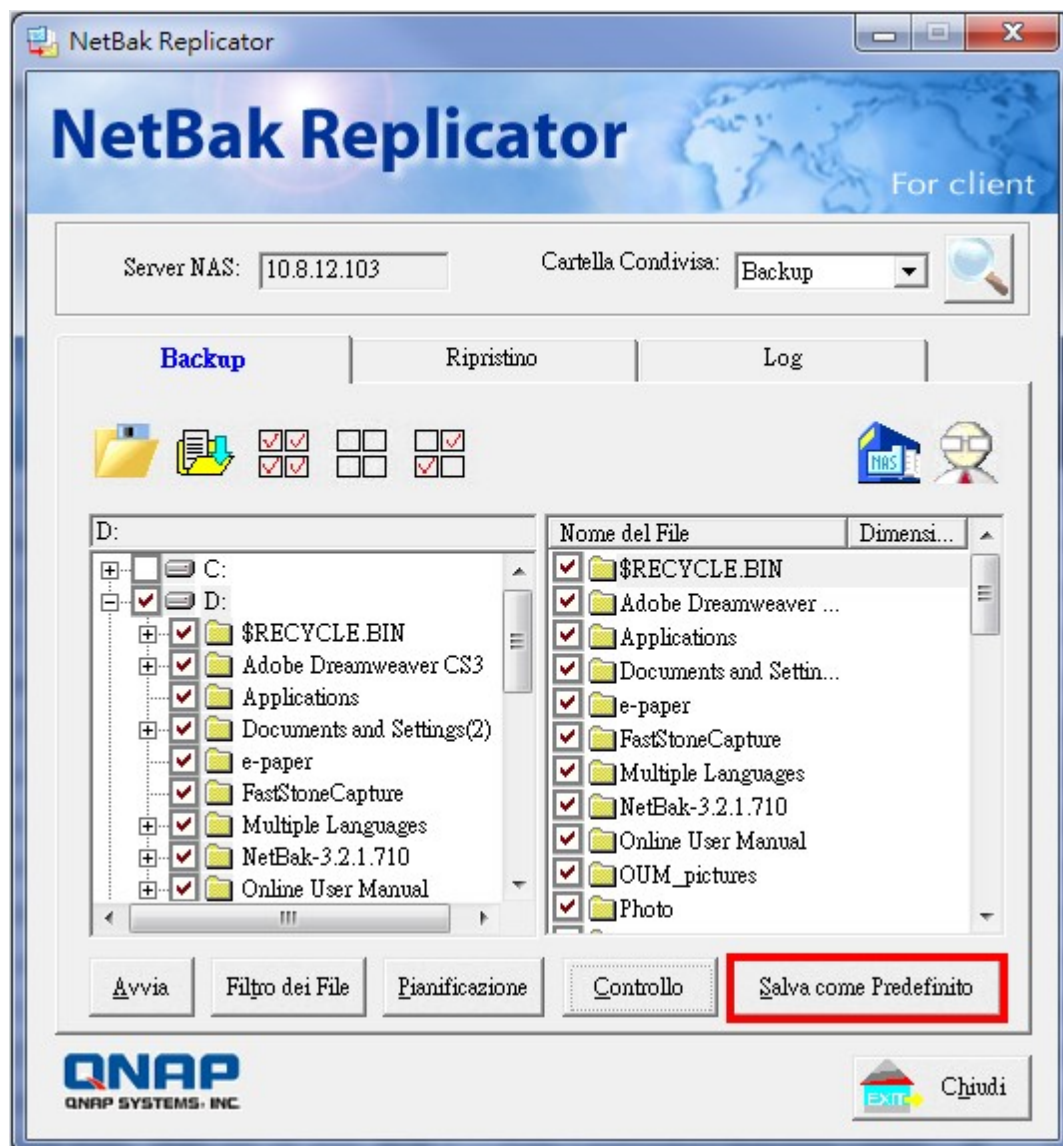 NetBak Replicator
NetBak Replicator
For client
Server NAS: 10.8.12.103 Cartella Condivisa: Backup
Backup Ripristino Log
NAS
D:
C:
D:
$RECYCLE.BIN
Adobe Dreamweaver CS3
Applications
Documents and Settings(2)
e-paper
FastStoneCapture
Multiple Languages
NetBak-3.2.1.710
Online User Manual
Nome del File Dimensi...
$RECYCLE.BIN
Adobe Dreamweaver ...
Applications
Documents and Settin...
e-paper
FastStoneCapture
Multiple Languages
NetBak-3.2.1.710
Online User Manual
OUM_pictures
Photo
Avvia Filtro dei File Pianificazione Controllo Salva come Predefinito
QNAP
QNAP SYSTEMS, INC.
EXIT Chiudi